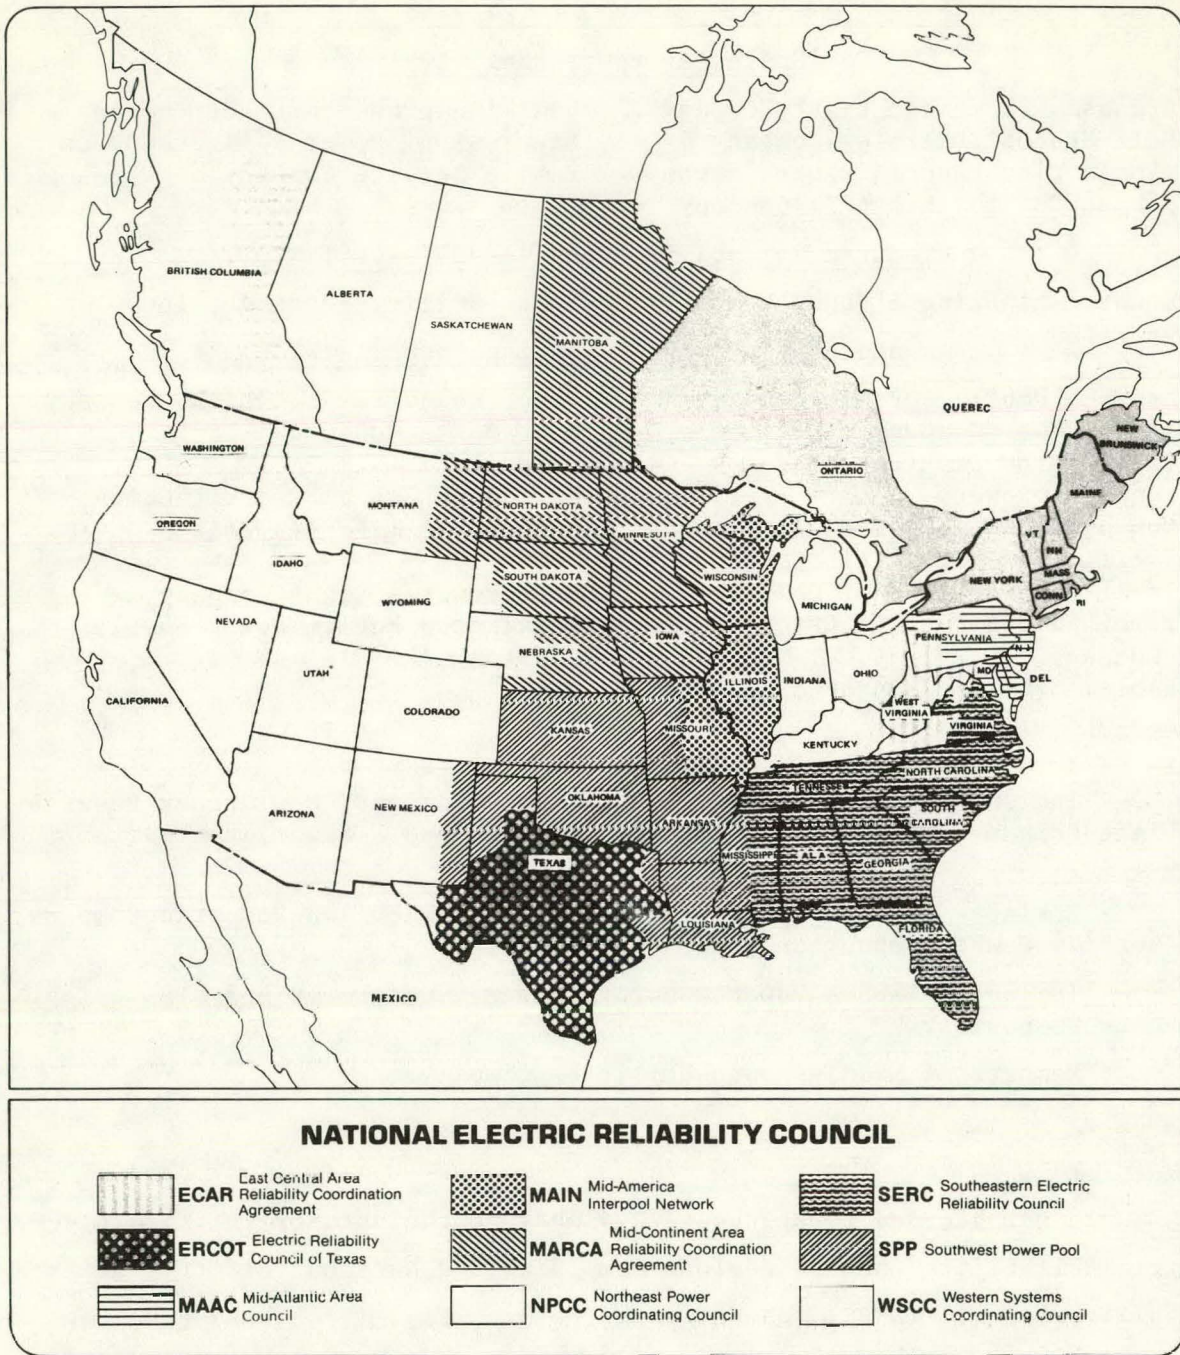 BRITISH COLUMBIA
ALBERTA
SASKATCHEWAN
MANITOBA
ONTARIO
QUEBEC
NEW
BRUNSWICK
MAINE
WASHINGTON
OREGON
IDAHO
MONTANA
NORTH DAKOTA
MINNESOTA
SOUTH DAKOTA
WISCONSIN
WYOMING
NEVADA
UTAH*
CALIFORNIA
COLORADO
NEBRASKA
IOWA
MICHIGAN
VT
NH
NEW YORK
MASS
CONN
RI
PENNSYLVANIA
N J
MD
DEL
ILLINOIS
INDIANA
OHIO
WEST
VIRGINIA
VIRGINIA
KANSAS
MISSOURI
KENTUCKY
ARIZONA
NEW MEXICO
OKLAHOMA
ARKANSAS
TENNESSEE
NORTH CAROLINA
SOUTH
CAROLINA
TEXAS
MISSISSIPPI
ALA
GEORGIA
LOUISIANA
FLORIDA
MEXICO
NATIONAL ELECTRIC RELIABILITY COUNCIL
ECAR East Central Area
Reliability Coordination
Agreement
ERCOT Electric Reliability
Council of Texas
MAAC Mid-Atlantic Area
Council
MAIN Mid-America
Interpool Network
MARCA Mid-Continent Area
Reliability Coordination
Agreement
NPCC Northeast Power
Coordinating Council
SERC Southeastern Electric
Reliability Council
SPP Southwest Power Pool
WSCC Western Systems
Coordinating Council